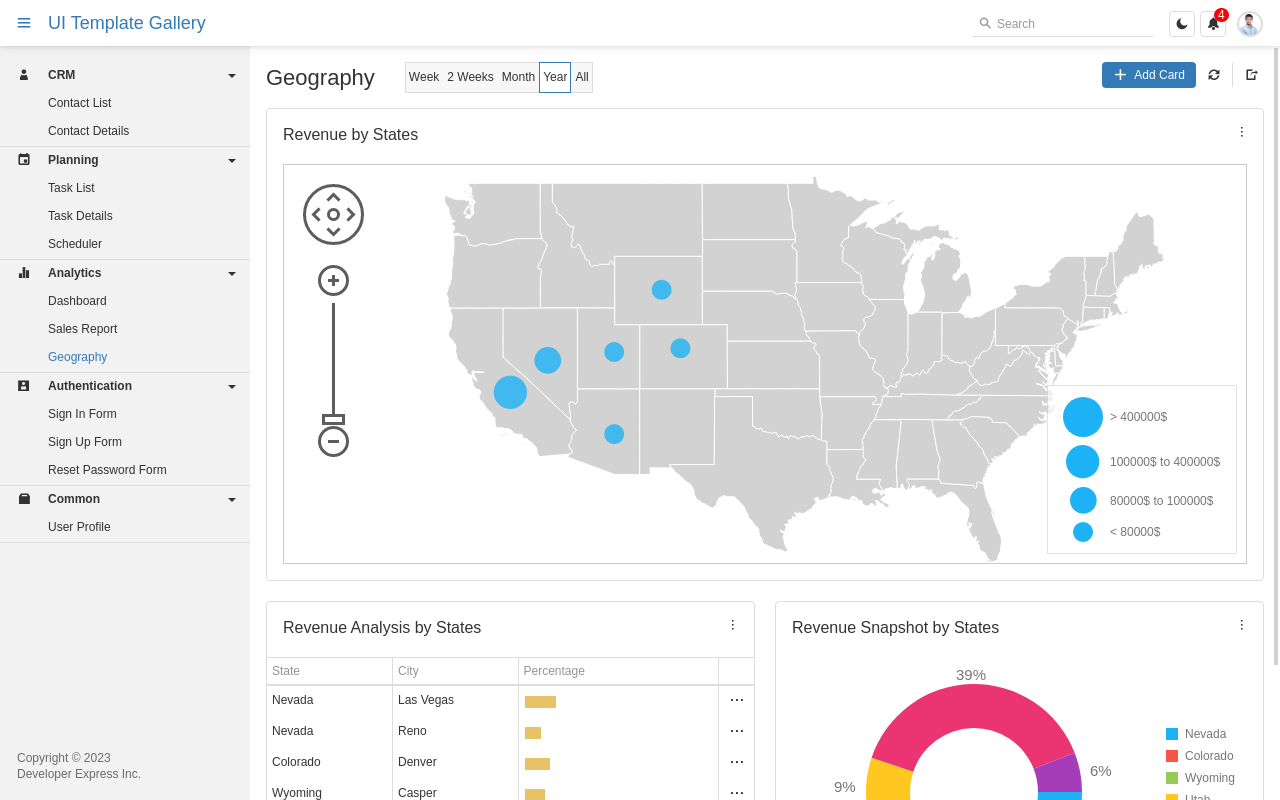 UI Template Gallery
Search
4
CRM
Contact List
Contact Details
Planning
Task List
Task Details
Scheduler
Analytics
Dashboard
Sales Report
Geography
Authentication
Sign In Form
Sign Up Form
Reset Password Form
Common
User Profile
Copyright © 2023
Developer Express Inc.
Geography
Week 2 Weeks Month Year All
Add Card
Revenue by States
> 400000$
100000$ to 400000$
80000$ to 100000$
< 80000$
Revenue Analysis by States
State City Percentage
Nevada Las Vegas
Nevada Reno
Colorado Denver
Wyoming Casper
Revenue Snapshot by States
39%
6%
9%
Nevada
Colorado
Wyoming
Utah